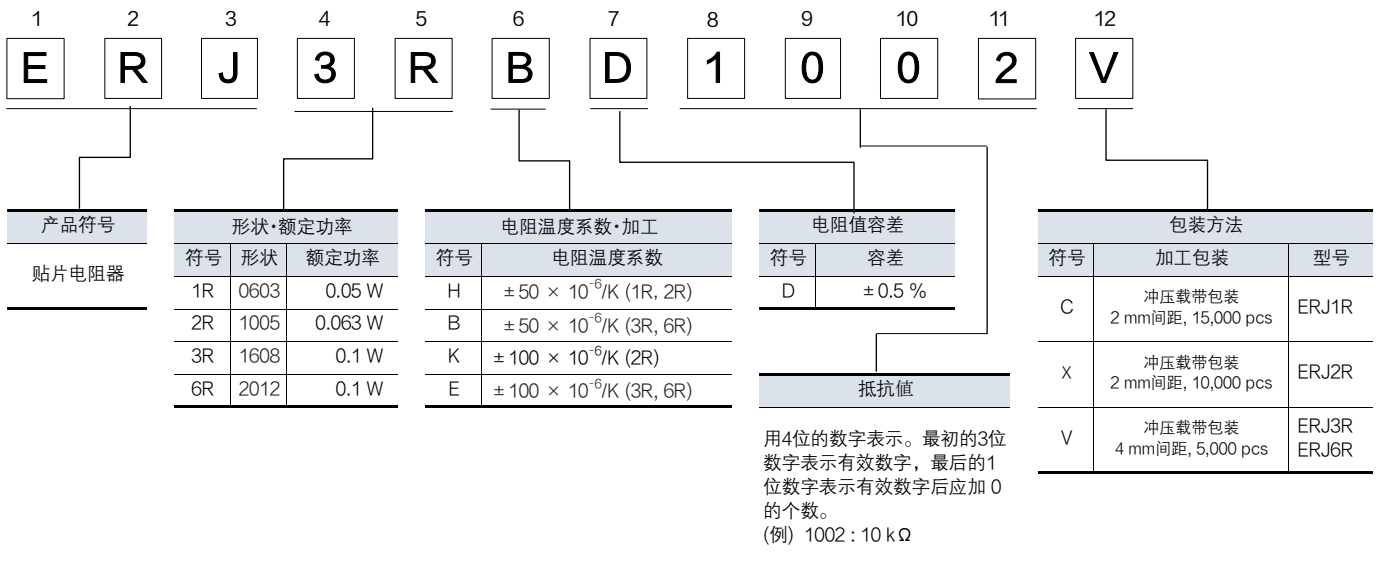 1 2 3 4 5 6 7 8 9 10 11 12
E R J 3 R B D 1 0 0 2 V
产品符号
贴片电阻器
形状·额定功率
符号 形状 额定功率
1R 0603 0.05 W
2R 1005 0.063 W
3R 1608 0.1 W
6R 2012 0.1 W
电阻温度系数·加工
符号 电阻温度系数
H ±50 × 10⁻⁶/K (1R, 2R)
B ±50 × 10⁻⁶/K (3R, 6R)
K ±100 × 10⁻⁶/K (2R)
E ±100 × 10⁻⁶/K (3R, 6R)
电阻值容差
符号 容差
D ±0.5 %
抵抗値
用4位的数字表示。最初的3位
数字表示有效数字，最后的1
位数字表示有效数字后应加 0
的个数。
(例) 1002 : 10 kΩ
包装方法
符号 加工包装 型号
C 冲压载带包装 ERJ1R
2 mm间距, 15,000 pcs
X 冲压载带包装 ERJ2R
2 mm间距, 10,000 pcs
V 冲压载带包装 ERJ3R
4 mm间距, 5,000 pcs ERJ6R